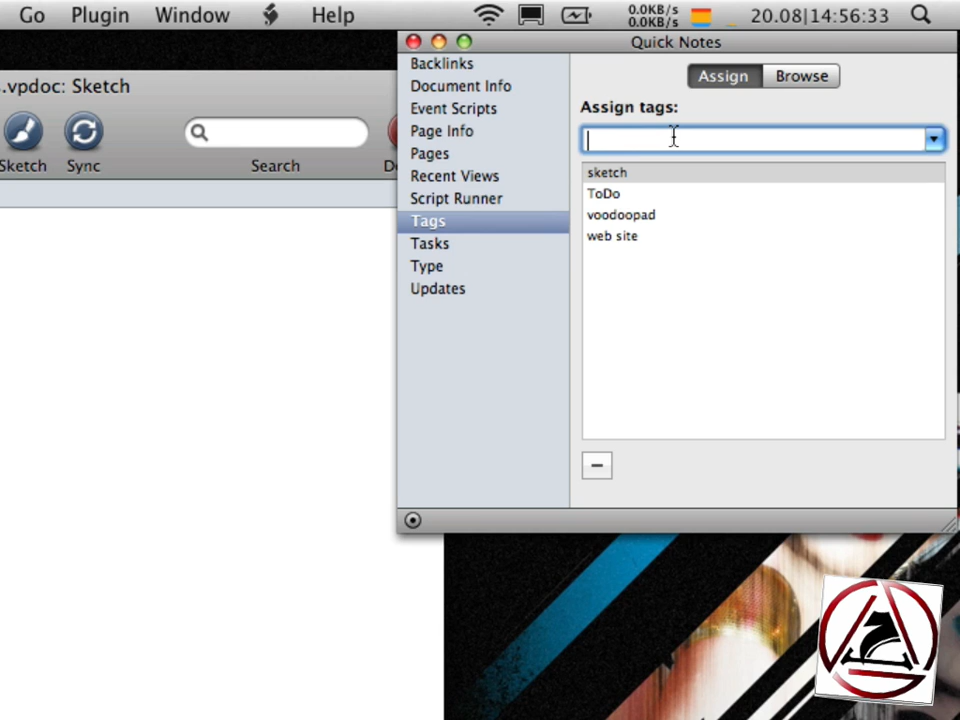 Go Plugin Window Help 0.0KB/s 0.0KB/s 20.08|14:56:33
Quick Notes
s.vpdoc: Sketch
Sketch Sync Search
Backlinks
Document Info
Event Scripts
Page Info
Pages
Recent Views
Script Runner
Tags
Tasks
Type
Updates
Assign Browse
Assign tags:
sketch
ToDo
voodoopad
web site